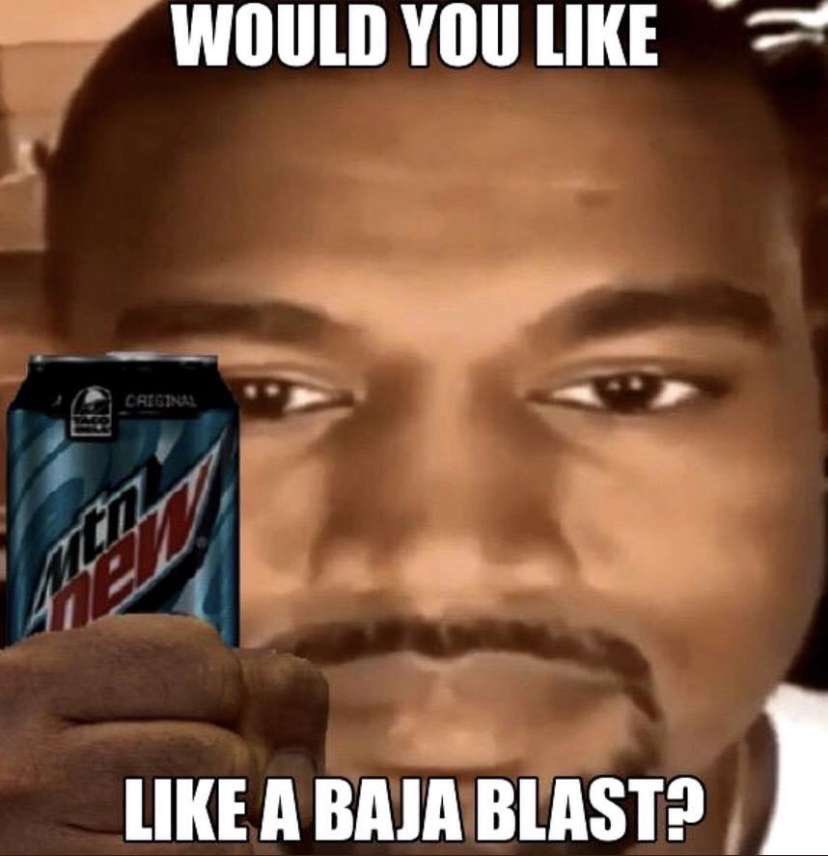 WOULD YOU LIKE
ORIGINAL
mtn
DEW
LIKE A BAJA BLAST?